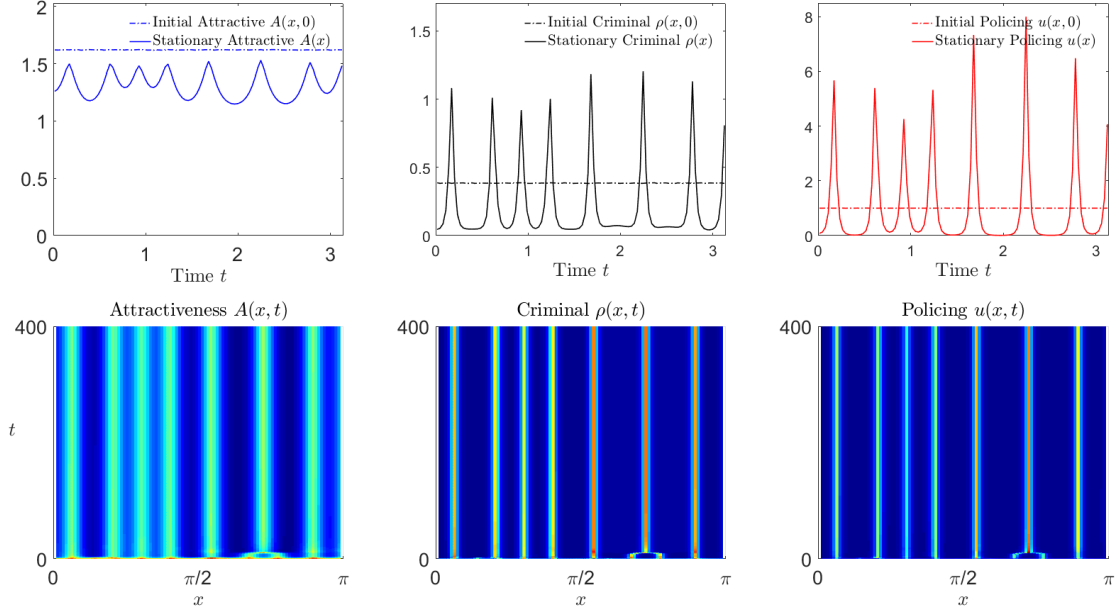 2
1.5
1
0.5
0
0
1
2
3
Time $t$
Initial Attractive $A(x, 0)$
Stationary Attractive $A(x)$
1.5
1
0.5
0
0
1
2
3
Time $t$
Initial Criminal $\rho(x, 0)$
Stationary Criminal $\rho(x)$
8
6
4
2
0
0
1
2
3
Time $t$
Initial Policing $u(x, 0)$
Stationary Policing $u(x)$
Attractiveness $A(x, t)$
400
t
0
0
π/2
π
x
Criminal $\rho(x, t)$
400
0
0
π/2
π
x
Policing $u(x, t)$
400
0
0
π/2
π
x